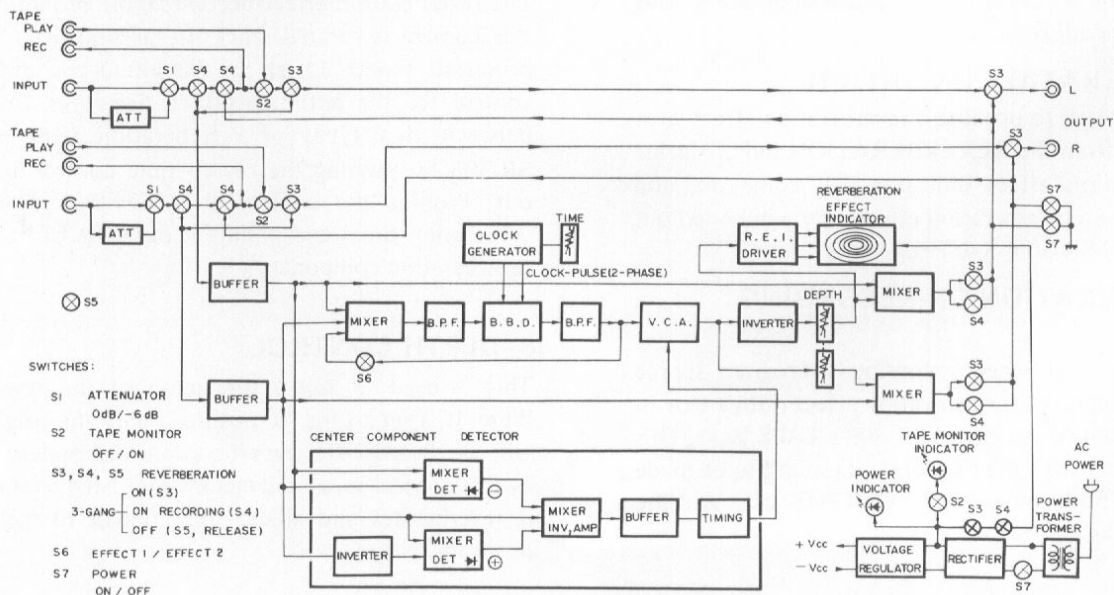 TAPE
PLAY
REC
INPUT
ATT
S1
S4
S4
S2
S3
TAPE
PLAY
REC
INPUT
ATT
S1
S4
S4
S2
S3
S3
L
OUTPUT
S3
R
S7
S7
S5
BUFFER
CLOCK
GENERATOR
TIME
CLOCK-PULSE(2-PHASE)
REVERBERATION
EFFECT
INDICATOR
R.E.I.
DRIVER
MIXER
B.P.F.
B.B.D.
B.P.F.
V.C.A.
INVERTER
DEPTH
MIXER
S3
S4
S6
BUFFER
MIXER
S3
S4
SWITCHES:
S1 ATTENUATOR
0dB/-6dB
S2 TAPE MONITOR
OFF/ON
S3, S4, S5 REVERBERATION
3-GANG ON(S3)
ON RECORDING(S4)
OFF (S5, RELEASE)
S6 EFFECT 1 / EFFECT 2
S7 POWER
ON / OFF
CENTER COMPONENT DETECTOR
MIXER
DET −
INVERTER
MIXER
DET +
MIXER
INV, AMP
BUFFER
TIMING
TAPE MONITOR
INDICATOR
POWER
INDICATOR
S2
S3
S4
AC
POWER
POWER
TRANS-
FORMER
+ Vcc
− Vcc
VOLTAGE
REGULATOR
RECTIFIER
S7